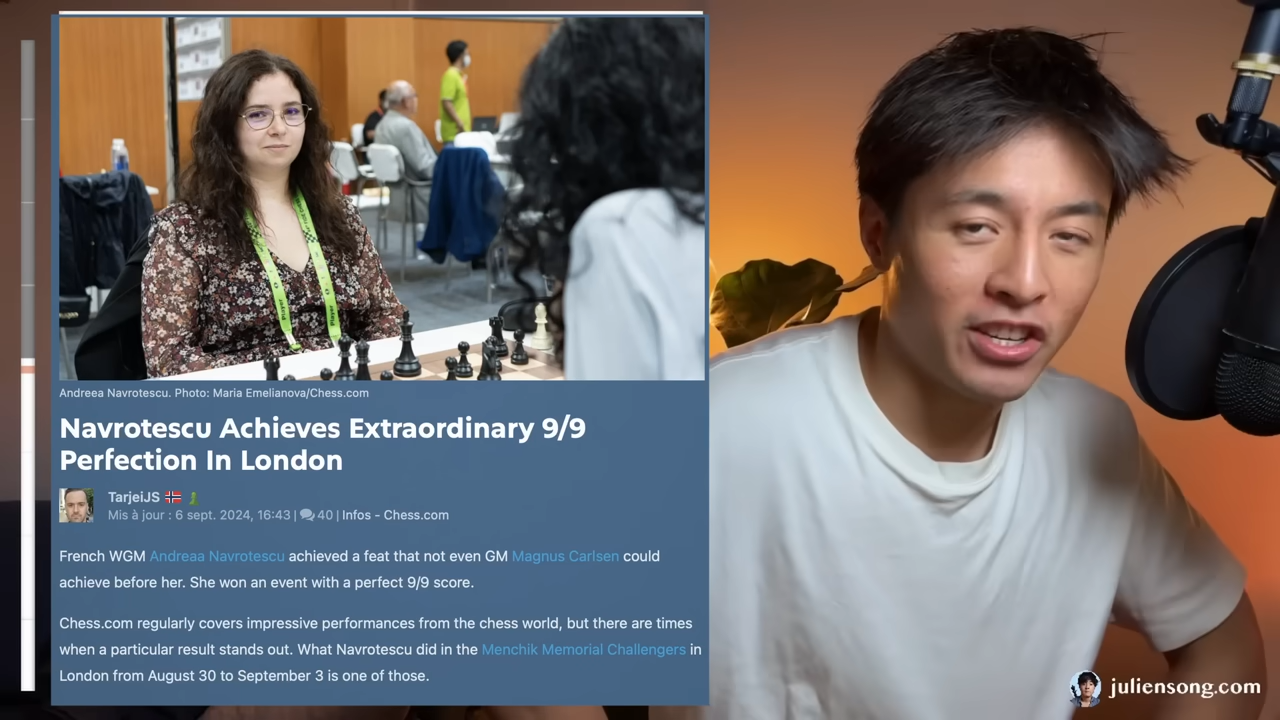 Andreea Navrotescu. Photo: Maria Emelianova/Chess.com
Navrotescu Achieves Extraordinary 9/9
Perfection In London
TarjeiJS
Mis à jour : 6 sept. 2024, 16:43 | 40 | Infos - Chess.com
French WGM Andreaa Navrotescu achieved a feat that not even GM Magnus Carlsen could
achieve before her. She won an event with a perfect 9/9 score.
Chess.com regularly covers impressive performances from the chess world, but there are times
when a particular result stands out. What Navrotescu did in the Menchik Memorial Challengers in
London from August 30 to September 3 is one of those.
juliensong.com